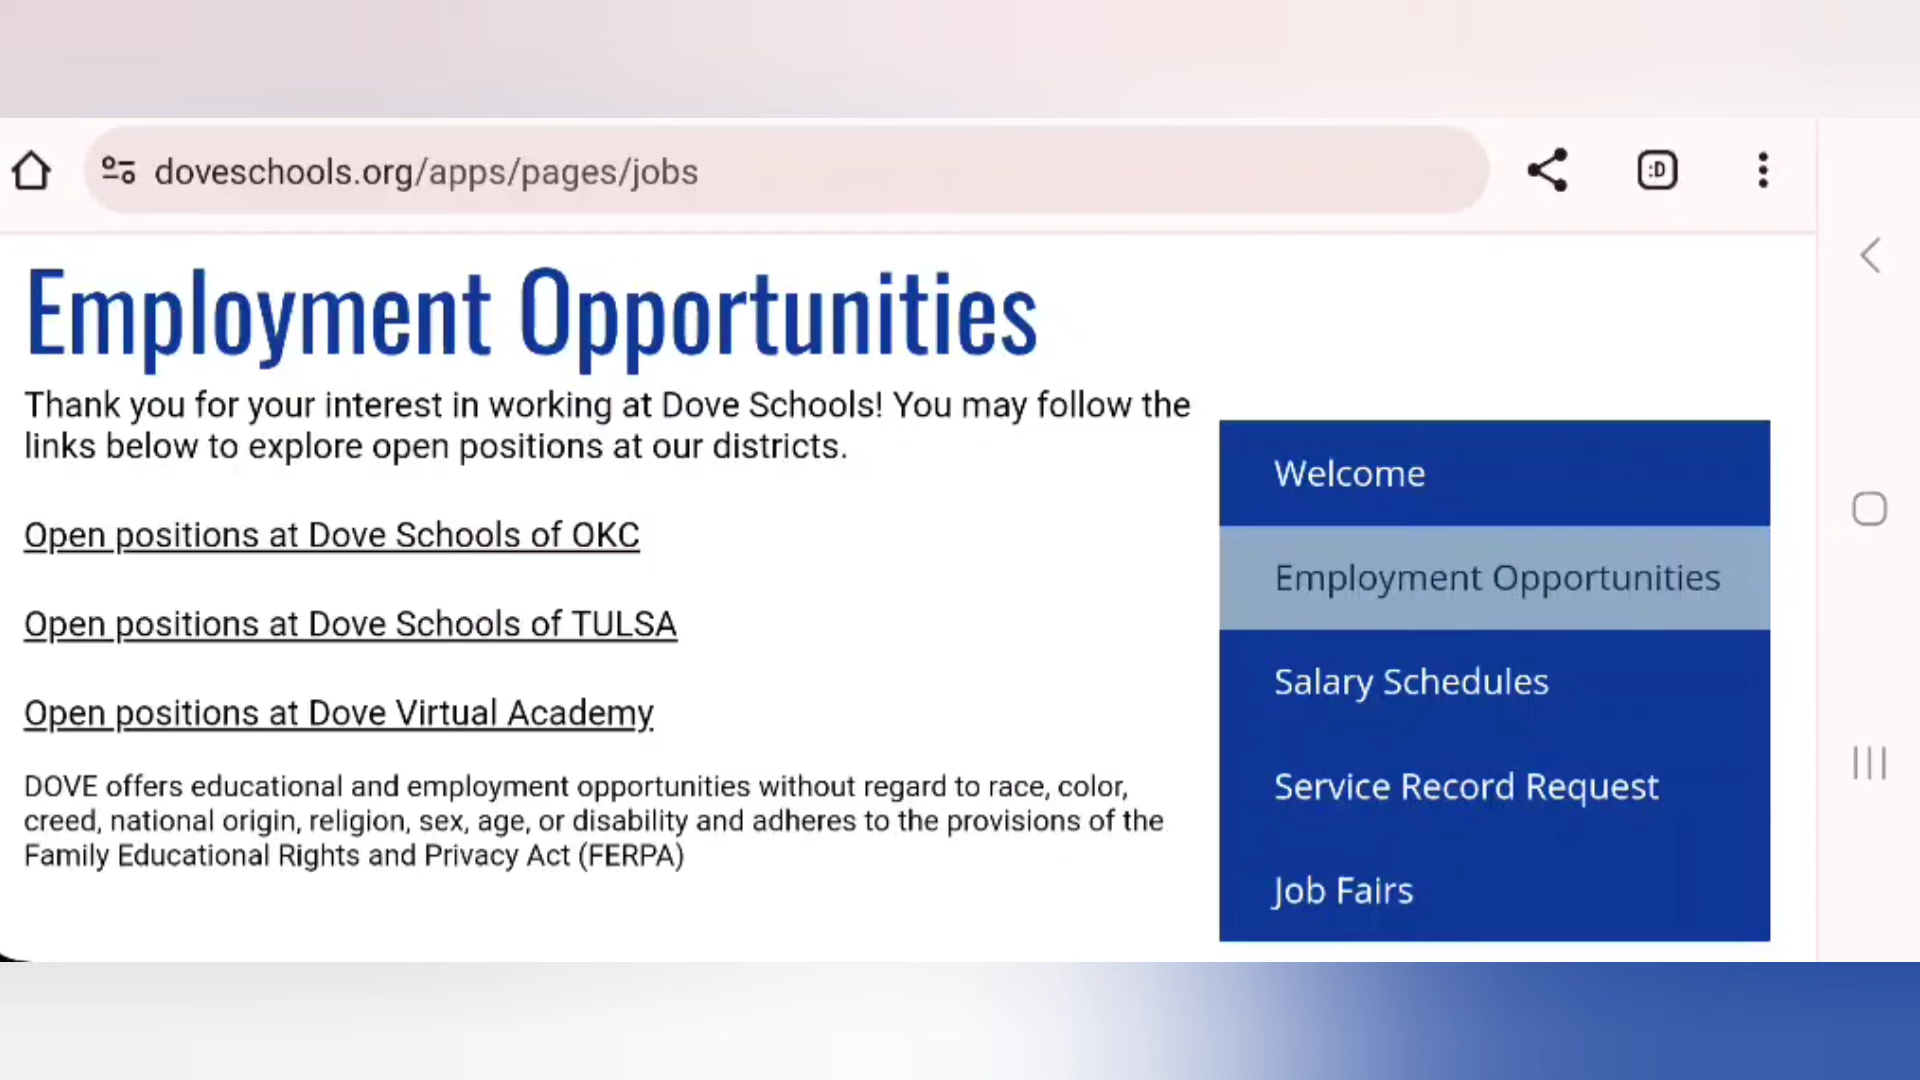 doveschools.org/apps/pages/jobs
:D
Employment Opportunities
Thank you for your interest in working at Dove Schools! You may follow the
links below to explore open positions at our districts.
Open positions at Dove Schools of OKC
Open positions at Dove Schools of TULSA
Open positions at Dove Virtual Academy
DOVE offers educational and employment opportunities without regard to race, color,
creed, national origin, religion, sex, age, or disability and adheres to the provisions of the
Family Educational Rights and Privacy Act (FERPA)
Welcome
Employment Opportunities
Salary Schedules
Service Record Request
Job Fairs